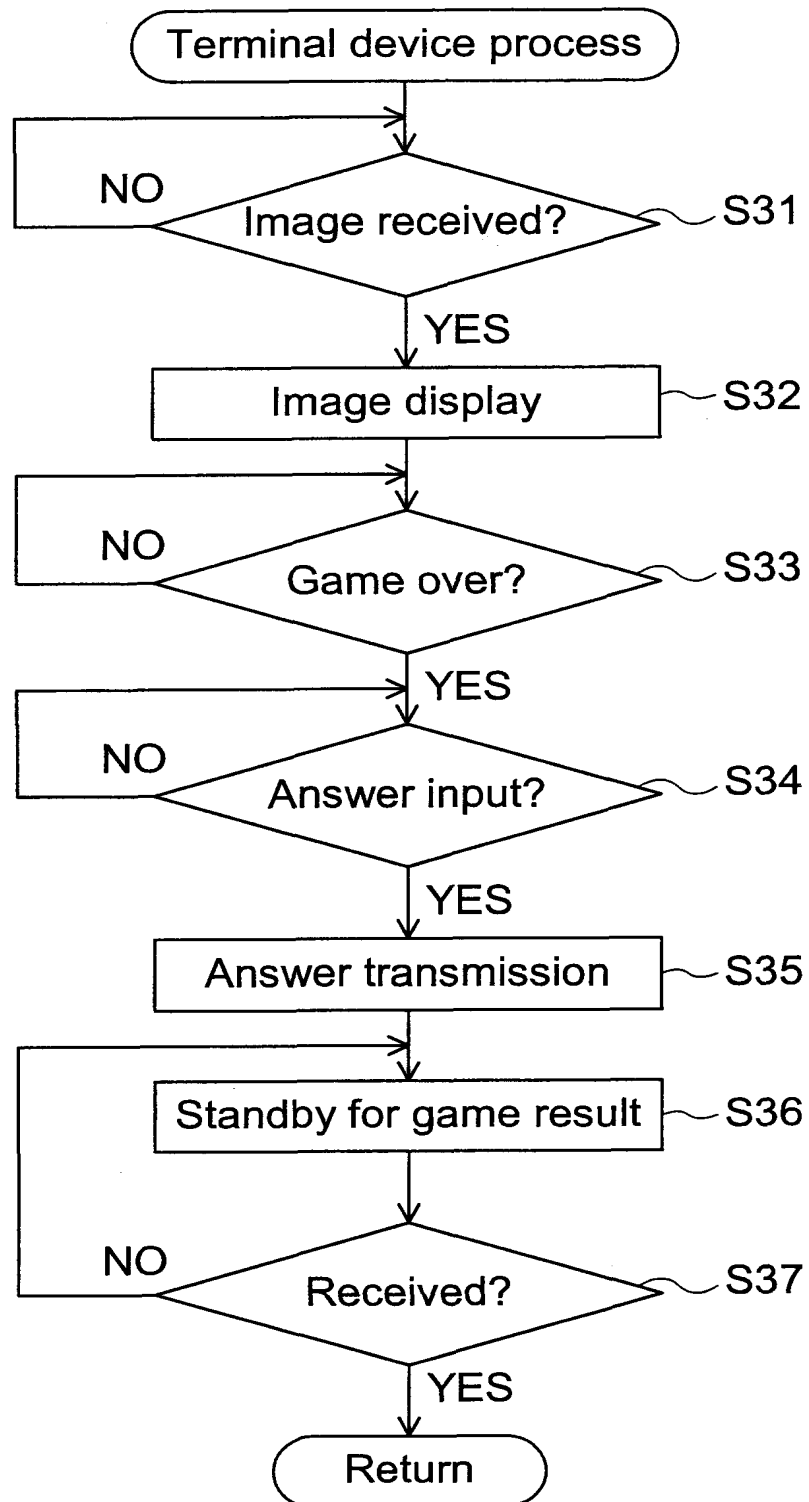 Terminal device process
NO
Image received?
S31
YES
Image display
S32
NO
Game over?
S33
YES
NO
Answer input?
S34
YES
Answer transmission
S35
Standby for game result
S36
NO
Received?
S37
YES
Return